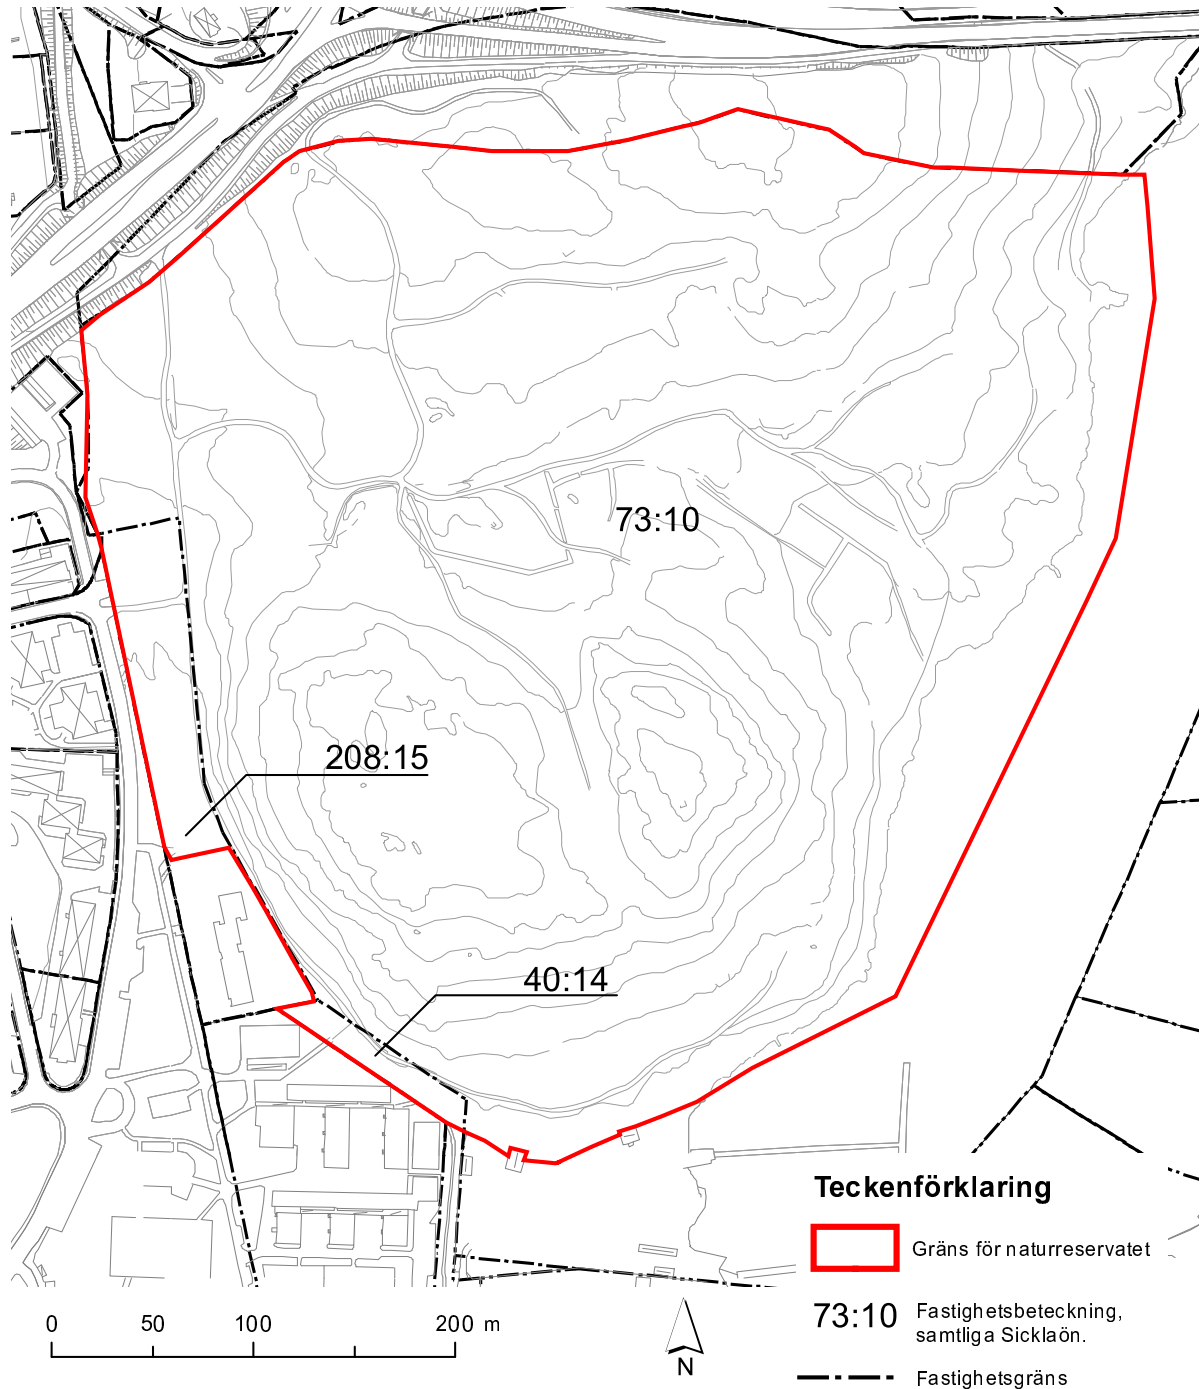 73:10
208:15
40:14
Teckenförklaring
Gräns för naturreservatet
73:10 Fastighetsbeteckning,
samtliga Sicklaön.
Fastighetsgräns
0 50 100 200 m
N